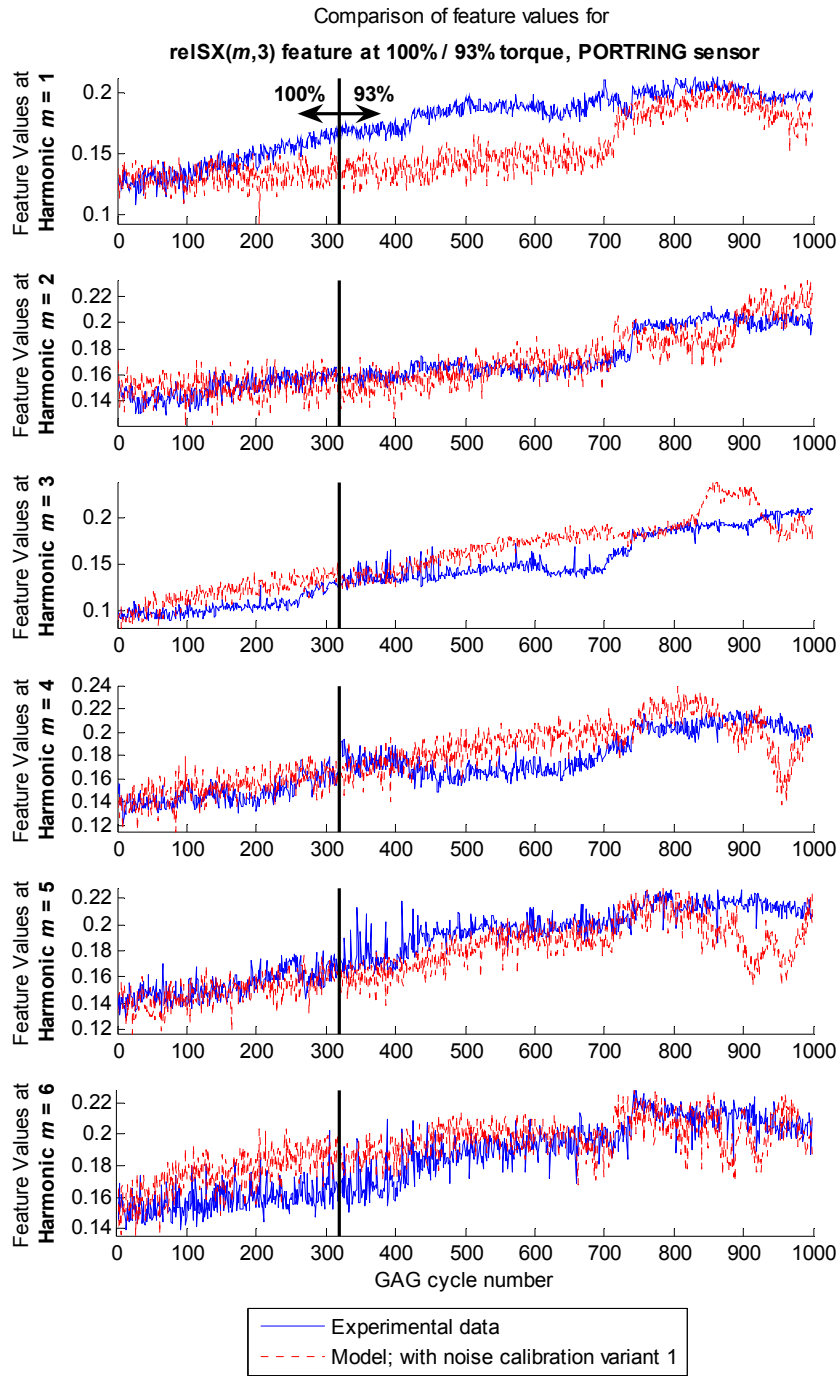 Comparison of feature values for
relSX(m,3) feature at 100% / 93% torque, PORTRING sensor
Feature Values at
Harmonic m = 1
0.2
0.15
0.1
100%
93%
0 100 200 300 400 500 600 700 800 900 1000
Feature Values at
Harmonic m = 2
0.22
0.2
0.18
0.16
0.14
0 100 200 300 400 500 600 700 800 900 1000
Feature Values at
Harmonic m = 3
0.2
0.15
0.1
0 100 200 300 400 500 600 700 800 900 1000
Feature Values at
Harmonic m = 4
0.24
0.22
0.2
0.18
0.16
0.14
0.12
0 100 200 300 400 500 600 700 800 900 1000
Feature Values at
Harmonic m = 5
0.22
0.2
0.18
0.16
0.14
0.12
0 100 200 300 400 500 600 700 800 900 1000
Feature Values at
Harmonic m = 6
0.22
0.2
0.18
0.16
0.14
0 100 200 300 400 500 600 700 800 900 1000
GAG cycle number
Experimental data
Model; with noise calibration variant 1